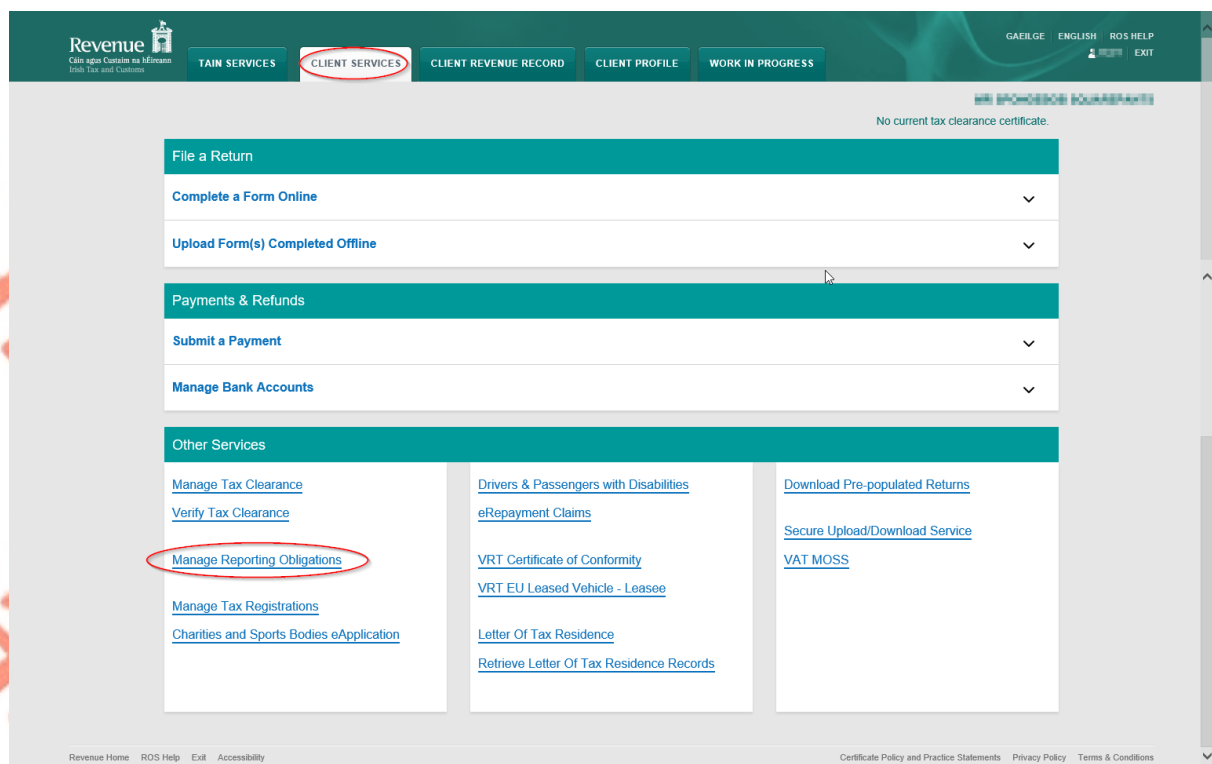 Revenue
Cáin agus Custaim na hÉireann
Irish Tax and Customs
TAIN SERVICES
CLIENT SERVICES
CLIENT REVENUE RECORD
CLIENT PROFILE
WORK IN PROGRESS
GAEILGE ENGLISH ROS HELP
EXIT
No current tax clearance certificate.
File a Return
Complete a Form Online
Upload Form(s) Completed Offline
Payments & Refunds
Submit a Payment
Manage Bank Accounts
Other Services
Manage Tax Clearance
Verify Tax Clearance
Manage Reporting Obligations
Manage Tax Registrations
Charities and Sports Bodies eApplication
Drivers & Passengers with Disabilities
eRepayment Claims
VRT Certificate of Conformity
VRT EU Leased Vehicle - Leasee
Letter Of Tax Residence
Retrieve Letter Of Tax Residence Records
Download Pre-populated Returns
Secure Upload/Download Service
VAT MOSS
Revenue Home ROS Help Exit Accessibility
Certificate Policy and Practice Statements Privacy Policy Terms & Conditions